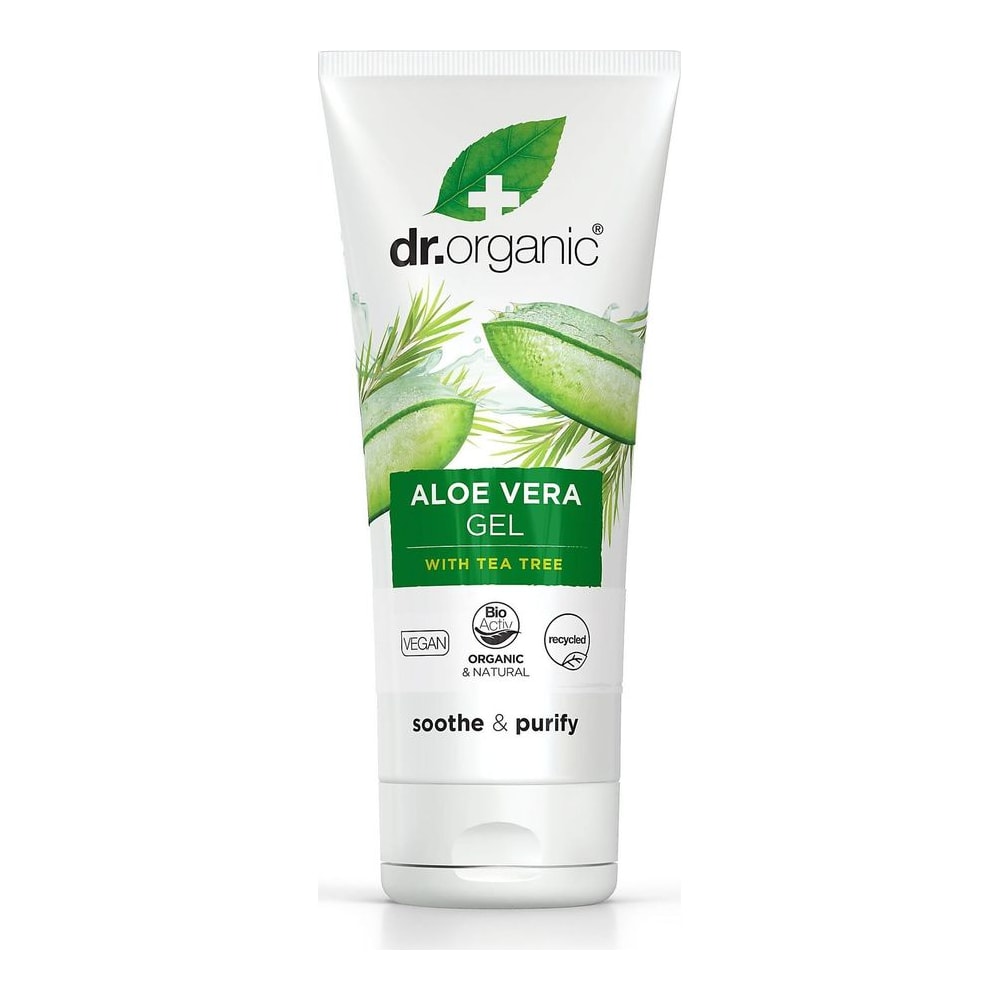 dr.organic®
ALOE VERA
GEL
WITH TEA TREE
VEGAN
Bio
Activ
ORGANIC
& NATURAL
recycled
soothe & purify